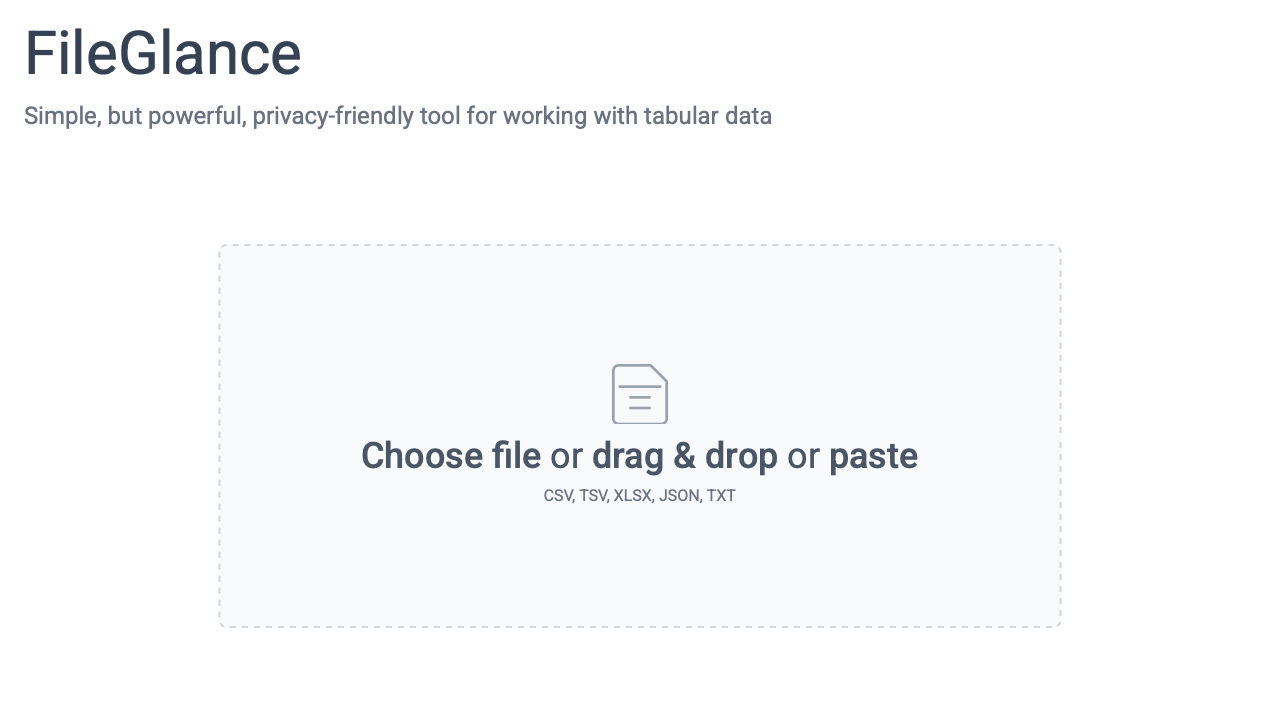 FileGlance
Simple, but powerful, privacy-friendly tool for working with tabular data
Choose file or drag & drop or paste
CSV, TSV, XLSX, JSON, TXT